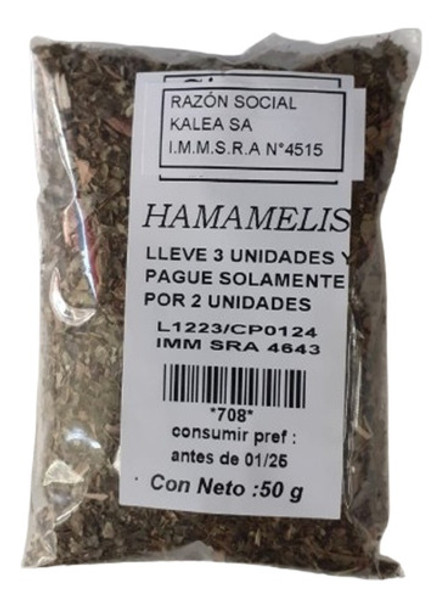 RAZÓN SOCIAL
KALEA SA
I.M.M.S.R.A N°4515
HAMAMELIS
LLEVE 3 UNIDADES Y
PAGUE SOLAMENTE
POR 2 UNIDADES
L1223/CP0124
IMM SRA 4643
*708*
consumir pref :
antes de 01/25
Con Neto :50 g